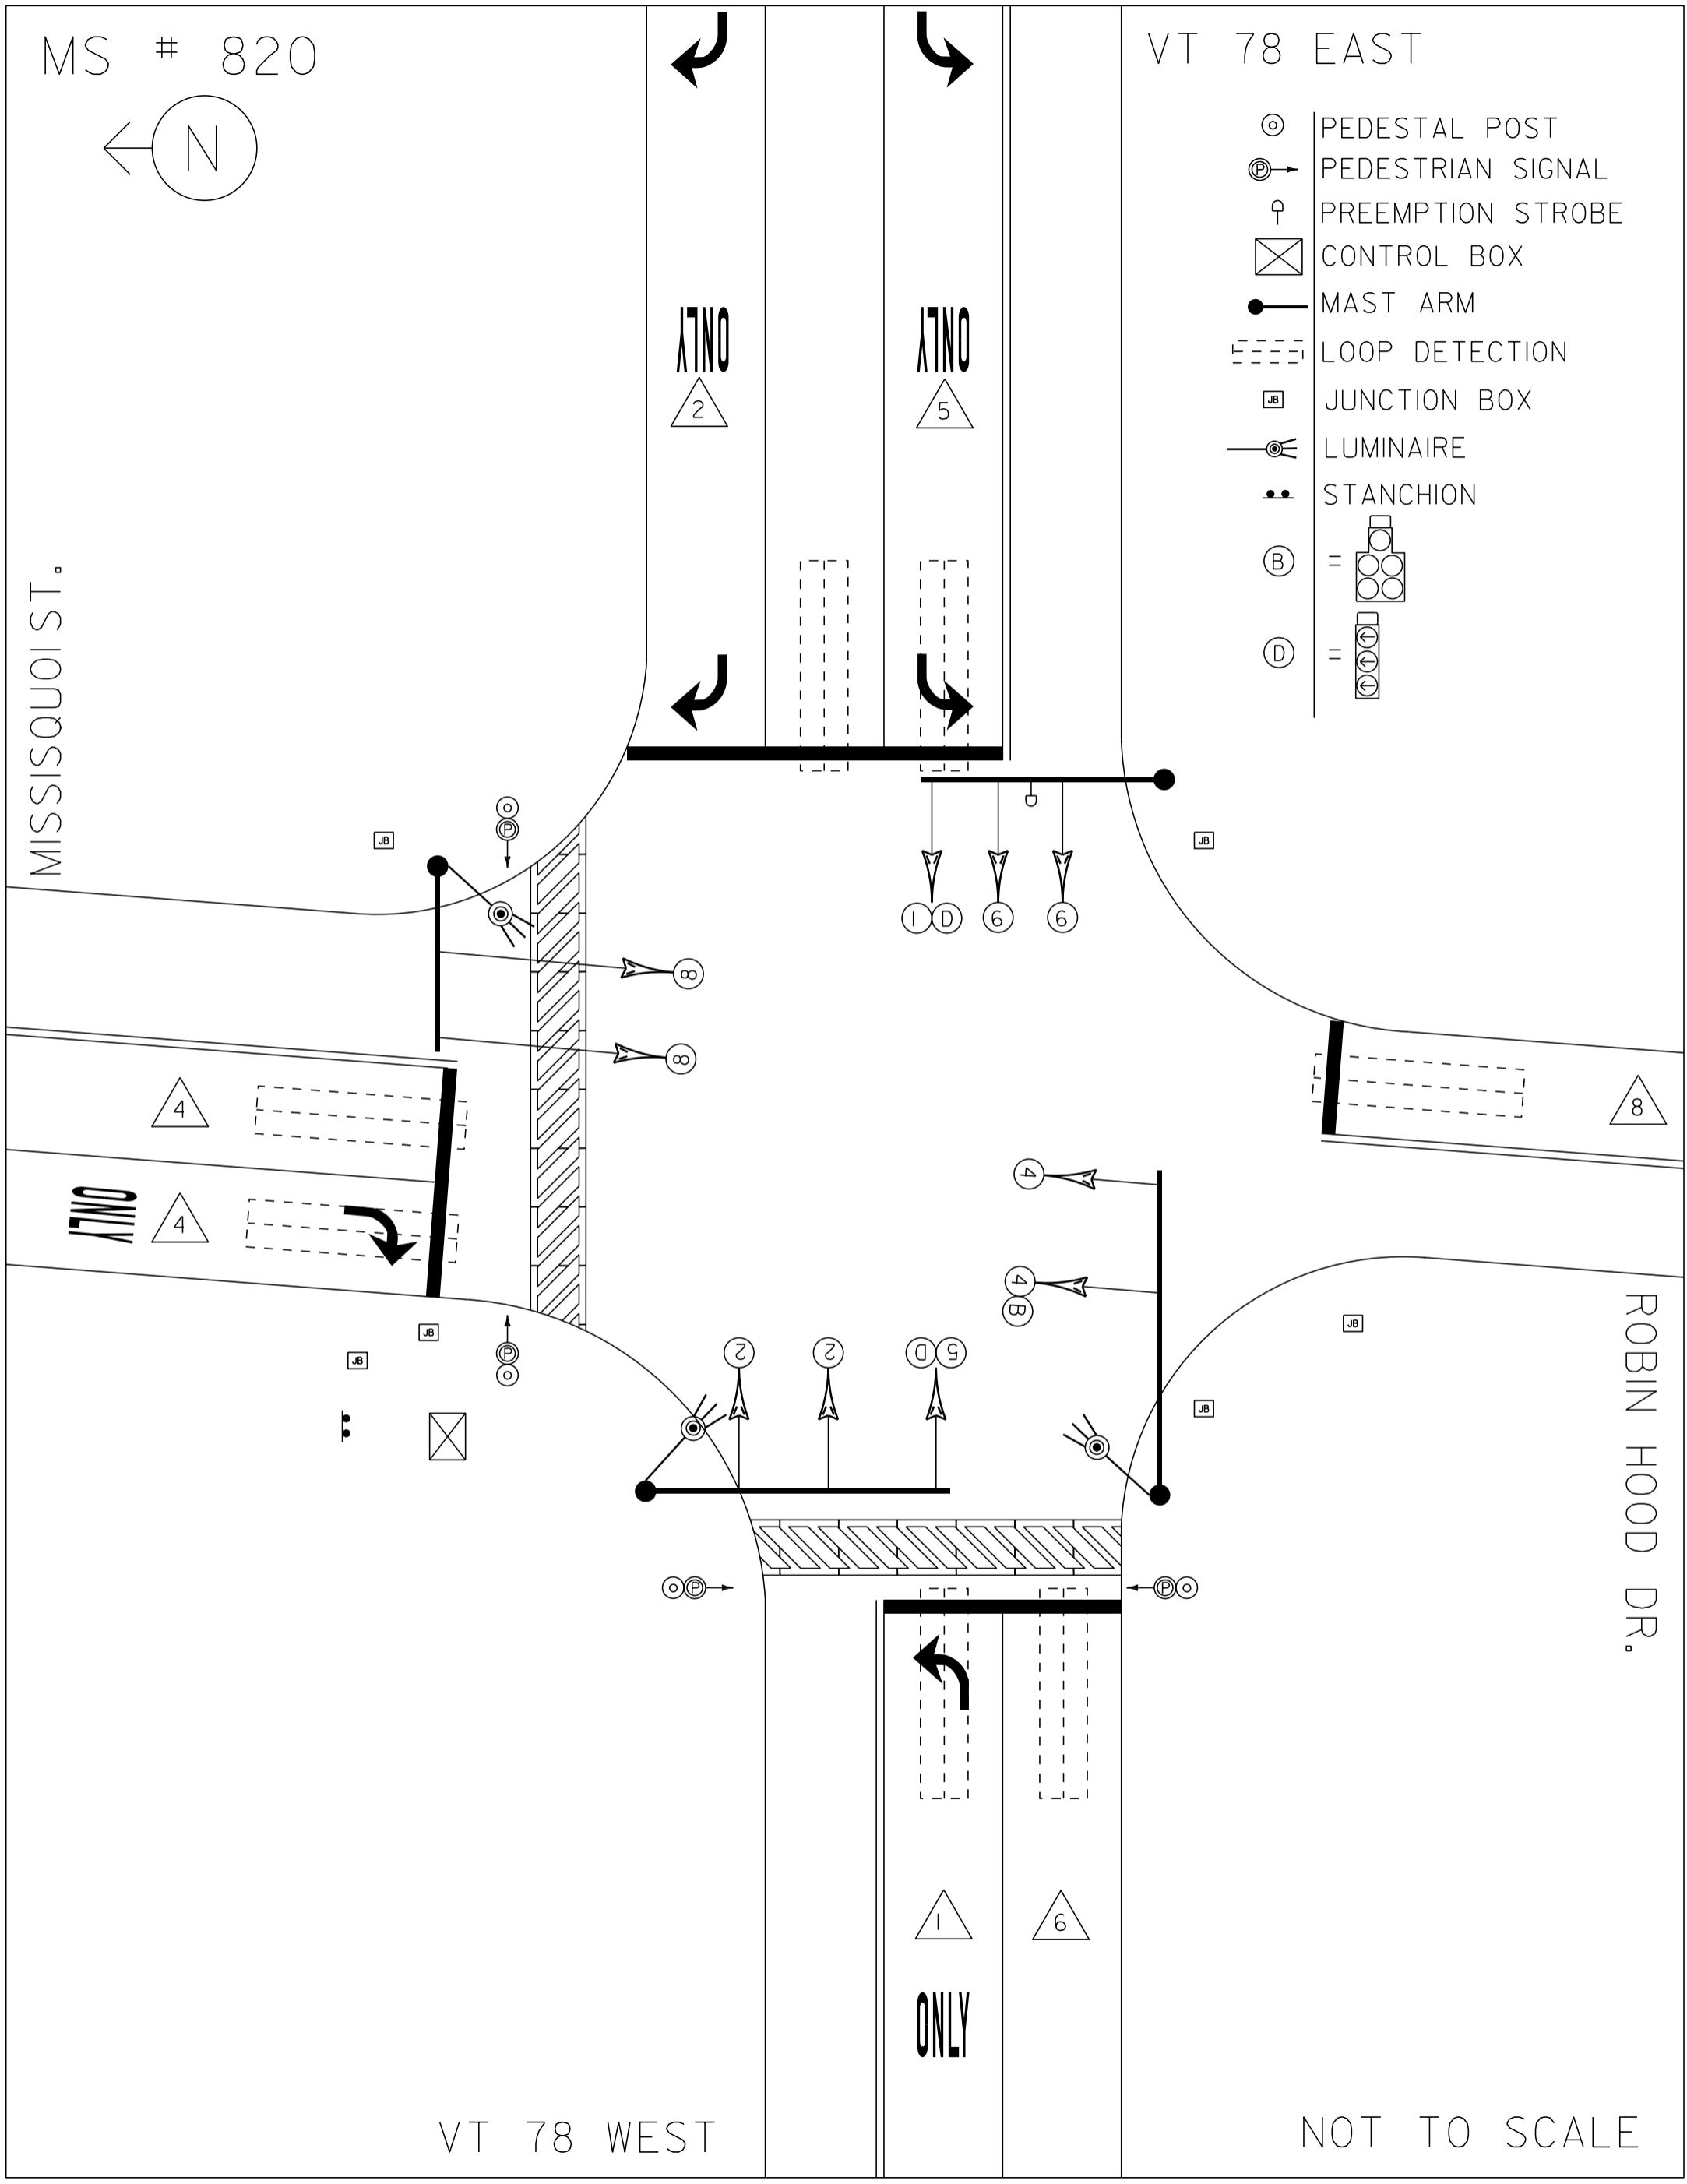 MS # 820
N
VT 78 EAST
PEDESTAL POST
P PEDESTRIAN SIGNAL
PREEMPTION STROBE
CONTROL BOX
MAST ARM
LOOP DETECTION
JB JUNCTION BOX
LUMINAIRE
STANCHION
B =
D =
ONLY
ONLY
2
5
MISSISQUOI ST.
P
JB
JB
1 D 6 6
8
8
4
8
4
ONLY
4
4
4
B
JB
JB
P
JB
JB
2 2 D 5
ROBIN HOOD DR.
P
P
1
6
ONLY
VT 78 WEST
NOT TO SCALE